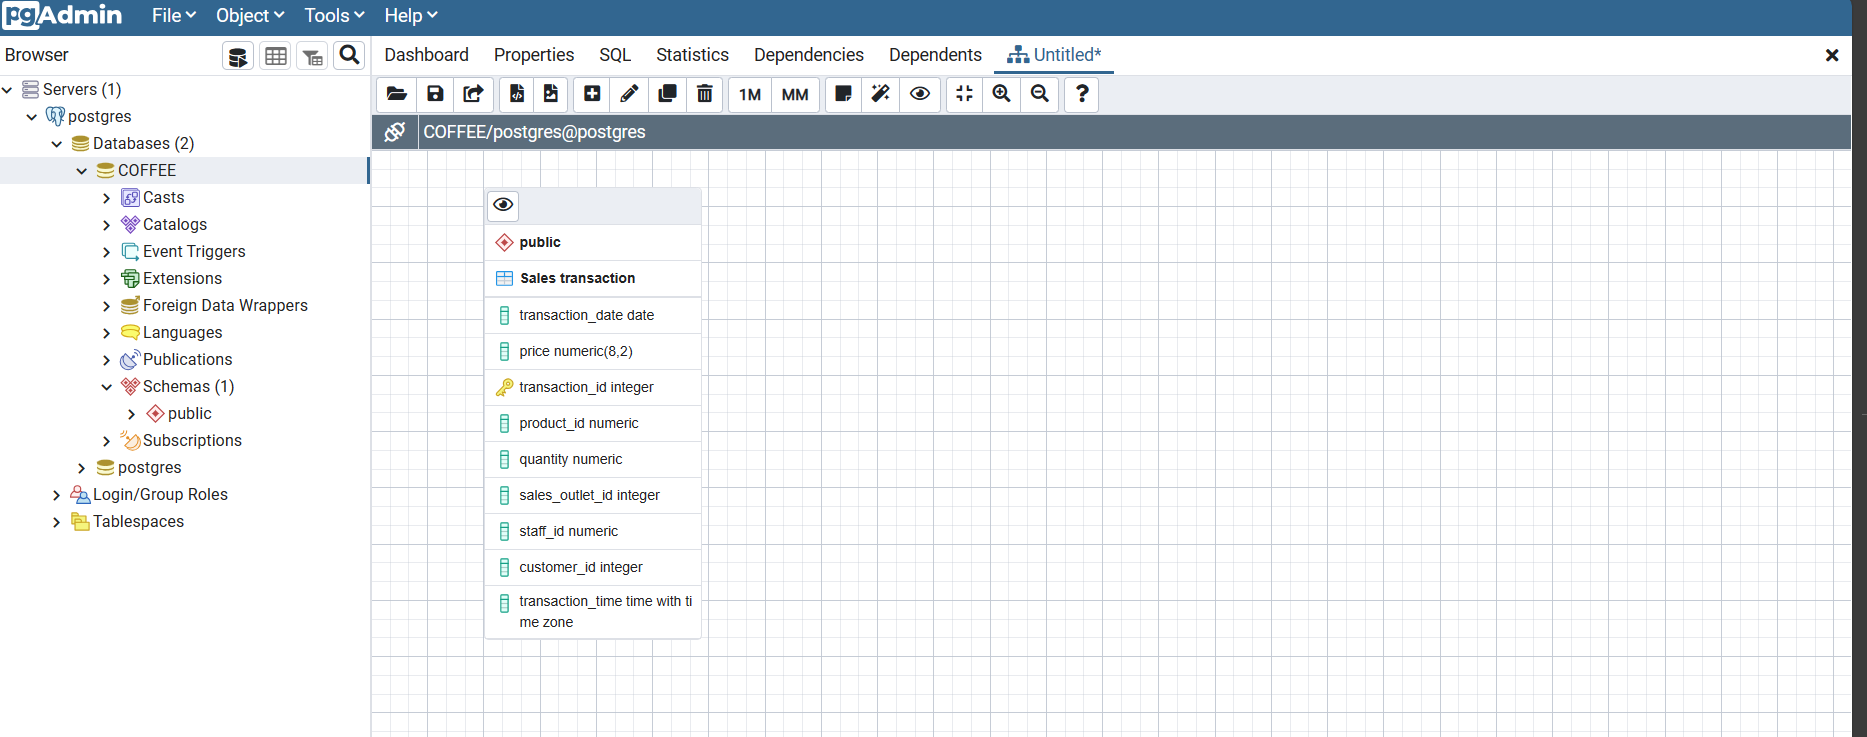 pgAdmin File Object Tools Help
Browser
Dashboard Properties SQL Statistics Dependencies Dependents Untitled*
Servers (1)
postgres
Databases (2)
COFFEE
Casts
Catalogs
Event Triggers
Extensions
Foreign Data Wrappers
Languages
Publications
Schemas (1)
public
Subscriptions
postgres
Login/Group Roles
Tablespaces
1M MM ?
COFFEE/postgres@postgres
public
Sales transaction
transaction_date date
price numeric(8,2)
transaction_id integer
product_id numeric
quantity numeric
sales_outlet_id integer
staff_id numeric
customer_id integer
transaction_time time with ti
me zone